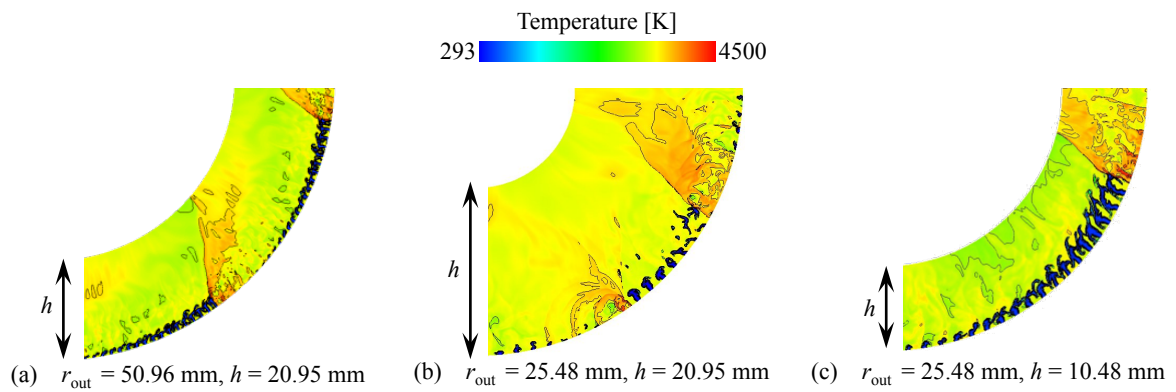 Temperature [K]
293 4500
h
h
h
(a) r_out = 50.96 mm, h = 20.95 mm
(b) r_out = 25.48 mm, h = 20.95 mm
(c) r_out = 25.48 mm, h = 10.48 mm